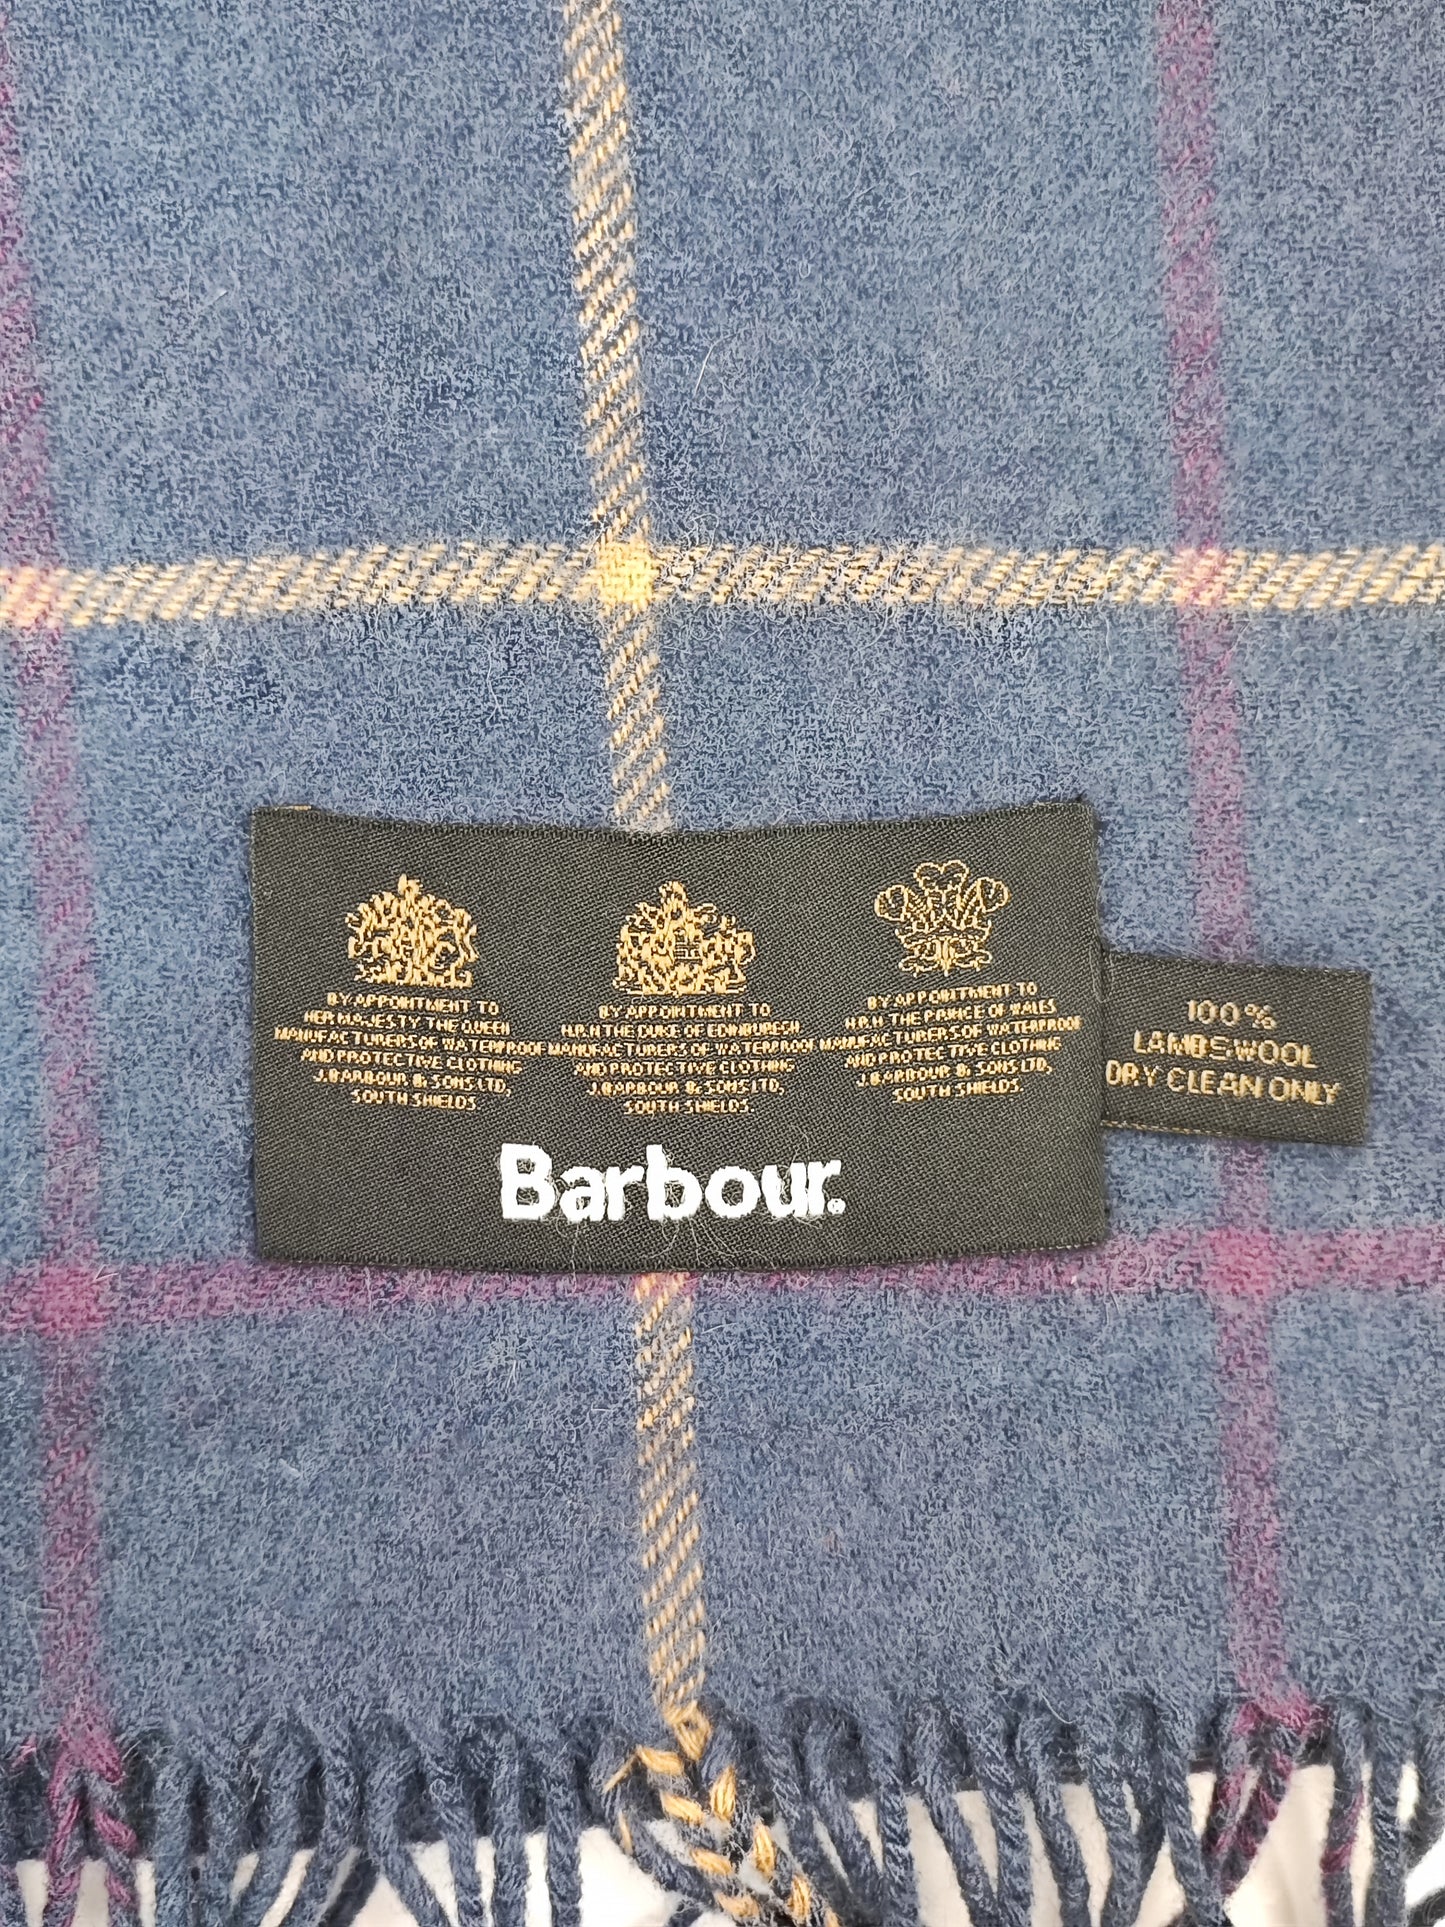 BY APPOINTMENT TO
HER MAJESTY THE QUEEN
MANUFACTURERS OF WATERPROOF
AND PROTECTIVE CLOTHING
J. BARBOUR & SONS LTD,
SOUTH SHIELDS.
BY APPOINTMENT TO
H.R.H THE DUKE OF EDINBURGH
MANUFACTURERS OF WATERPROOF
AND PROTECTIVE CLOTHING
J. BARBOUR & SONS LTD,
SOUTH SHIELDS.
BY APPOINTMENT TO
H.R.H THE PRINCE OF WALES
MANUFACTURERS OF WATERPROOF
AND PROTECTIVE CLOTHING
J. BARBOUR & SONS LTD,
SOUTH SHIELDS.
Barbour.
100%
LAMBSWOOL
DRY CLEAN ONLY